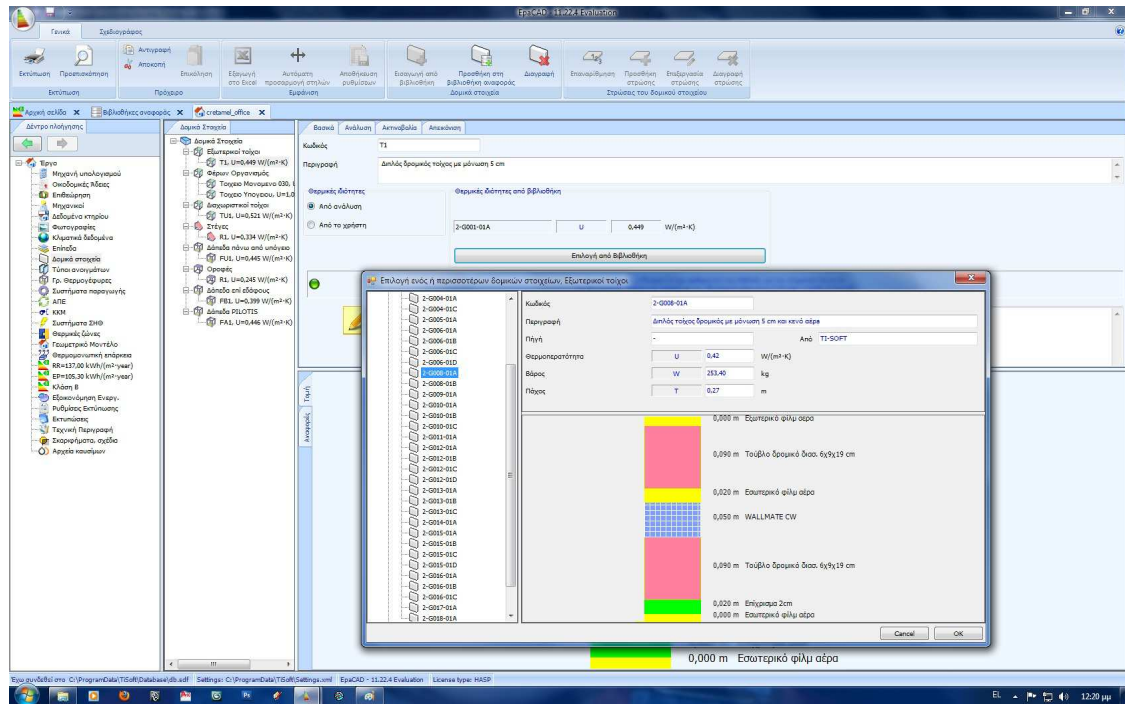 EpaCAD - 11.22.4 Evaluation
Γενικά Σχεδιογράφος
Εκτύπωση Προεπισκόπηση
Αντιγραφή
Αποκοπή
Επικόλληση
Εξαγωγή στο Excel
Αυτόματη προσαρμογή στηλών
Αποθήκευση ρυθμίσεων
Εισαγωγή από βιβλιοθήκη
Προσθήκη στη βιβλιοθήκη αναφοράς
Διαγραφή
Επαναρίθμηση
Προσθήκη στρώσης
Επεξεργασία στρώσης
Διαγραφή στρώσης
Εκτύπωση Πρόχειρο Εμφάνιση Δομικά στοιχεία Στρώσεις του δομικού στοιχείου
Αρχική σελίδα X Βιβλιοθήκες αναφοράς X cretamel_office X
Δέντρο πλοήγησης
Έργο
Μηχανή υπολογισμού
Οικοδομικές Άδειες
Επιθεώρηση
Μηχανικοί
Δεδομένα κτηρίου
Φωτογραφίες
Κλιματικά δεδομένα
Επίπεδα
Δομικά στοιχεία
Τύποι ανοιγμάτων
Γρ. Θερμογέφυρες
Συστήματα παραγωγής
ΑΠΕ
ΚΚΜ
Συστήματα ΣΗΘ
Θερμικές ζώνες
Γεωμετρικό Μοντέλο
Θερμομονωτική επάρκεια
RR=137,00 kWh/(m²·year)
EP=105,30 kWh/(m²·year)
Κλάση Β
Εξοικονόμηση Ενεργ.
Ρυθμίσεις Εκτύπωσης
Εκτυπώσεις
Τεχνική Περιγραφή
Σκαριφήματα, σχέδια
Αρχεία καυσίμων
Δομικά Στοιχεία
Δομικά Στοιχεία
Εξωτερικοί τοίχοι
T1, U=0,449 W/(m²·K)
Φέρων Οργανισμός
Τοιχειο Μονομενο 030,
Τοιχειο Υπογειου, U=1.0
Διαχωριστικοί τοίχοι
TU1, U=0,521 W/(m²·K)
Στέγες
R1, U=0,334 W/(m²·K)
Δάπεδα πάνω από υπόγειο
FU1, U=0,445 W/(m²·K)
Οροφές
R1, U=0,245 W/(m²·K)
Δάπεδο επί εδάφους
FB1, U=0,399 W/(m²·K)
Δάπεδα PILOTIS
FA1, U=0,446 W/(m²·K)
Βασικά Ανάλυση Ακτινοβολία Απεικόνιση
Κωδικός T1
Περιγραφή Διπλός δρομικός τοίχος με μόνωση 5 cm
Θερμικές ιδιότητες
Από ανάλυση
Από το χρήστη
Θερμικές ιδιότητες από βιβλιοθήκη
2-G001-01A U 0,449 W/(m²·K)
Επιλογή από Βιβλιοθήκη
Τομή
Αναφορές
Επιλογή ενός ή περισσοτέρων δομικών στοιχείων, Εξωτερικοί τοίχοι
2-G004-01A
2-G004-01C
2-G005-01A
2-G006-01A
2-G006-01B
2-G006-01C
2-G006-01D
2-G008-01A
2-G008-01B
2-G009-01A
2-G010-01A
2-G010-01B
2-G010-01C
2-G011-01A
2-G012-01A
2-G012-01B
2-G012-01C
2-G012-01D
2-G013-01A
2-G013-01B
2-G013-01C
2-G014-01A
2-G015-01A
2-G015-01B
2-G015-01C
2-G015-01D
2-G016-01A
2-G016-01B
2-G016-01C
2-G017-01A
2-G018-01A
Κωδικός 2-G008-01A
Περιγραφή Διπλός τοίχος δρομικός με μόνωση 5 cm και κενό αέρα
Πήγή - Από TI-SOFT
Θερμοπερατότητα U 0,42 W/(m²·K)
Βάρος W 253,40 kg
Πάχος T 0,27 m
0,000 m Εξωτερικό φίλμ αέρα
0,090 m Τούβλο δρομικό διασ. 6χ9χ19 cm
0,020 m Εσωτερικό φίλμ αέρα
0,050 m WALLMATE CW
0,090 m Τούβλο δρομικό διασ. 6χ9χ19 cm
0,020 m Επίχρισμα 2cm
0,000 m Εσωτερικό φίλμ αέρα
Cancel OK
0,000 m Εσωτερικό φίλμ αέρα
Έχω συνδεθεί στο C:\ProgramData\TiSoft\Database\db.sdf Settings: C:\ProgramData\TiSoft\Settings.xml EpaCAD - 11.22.4 Evaluation License type: HASP
EL 12:20 μμ